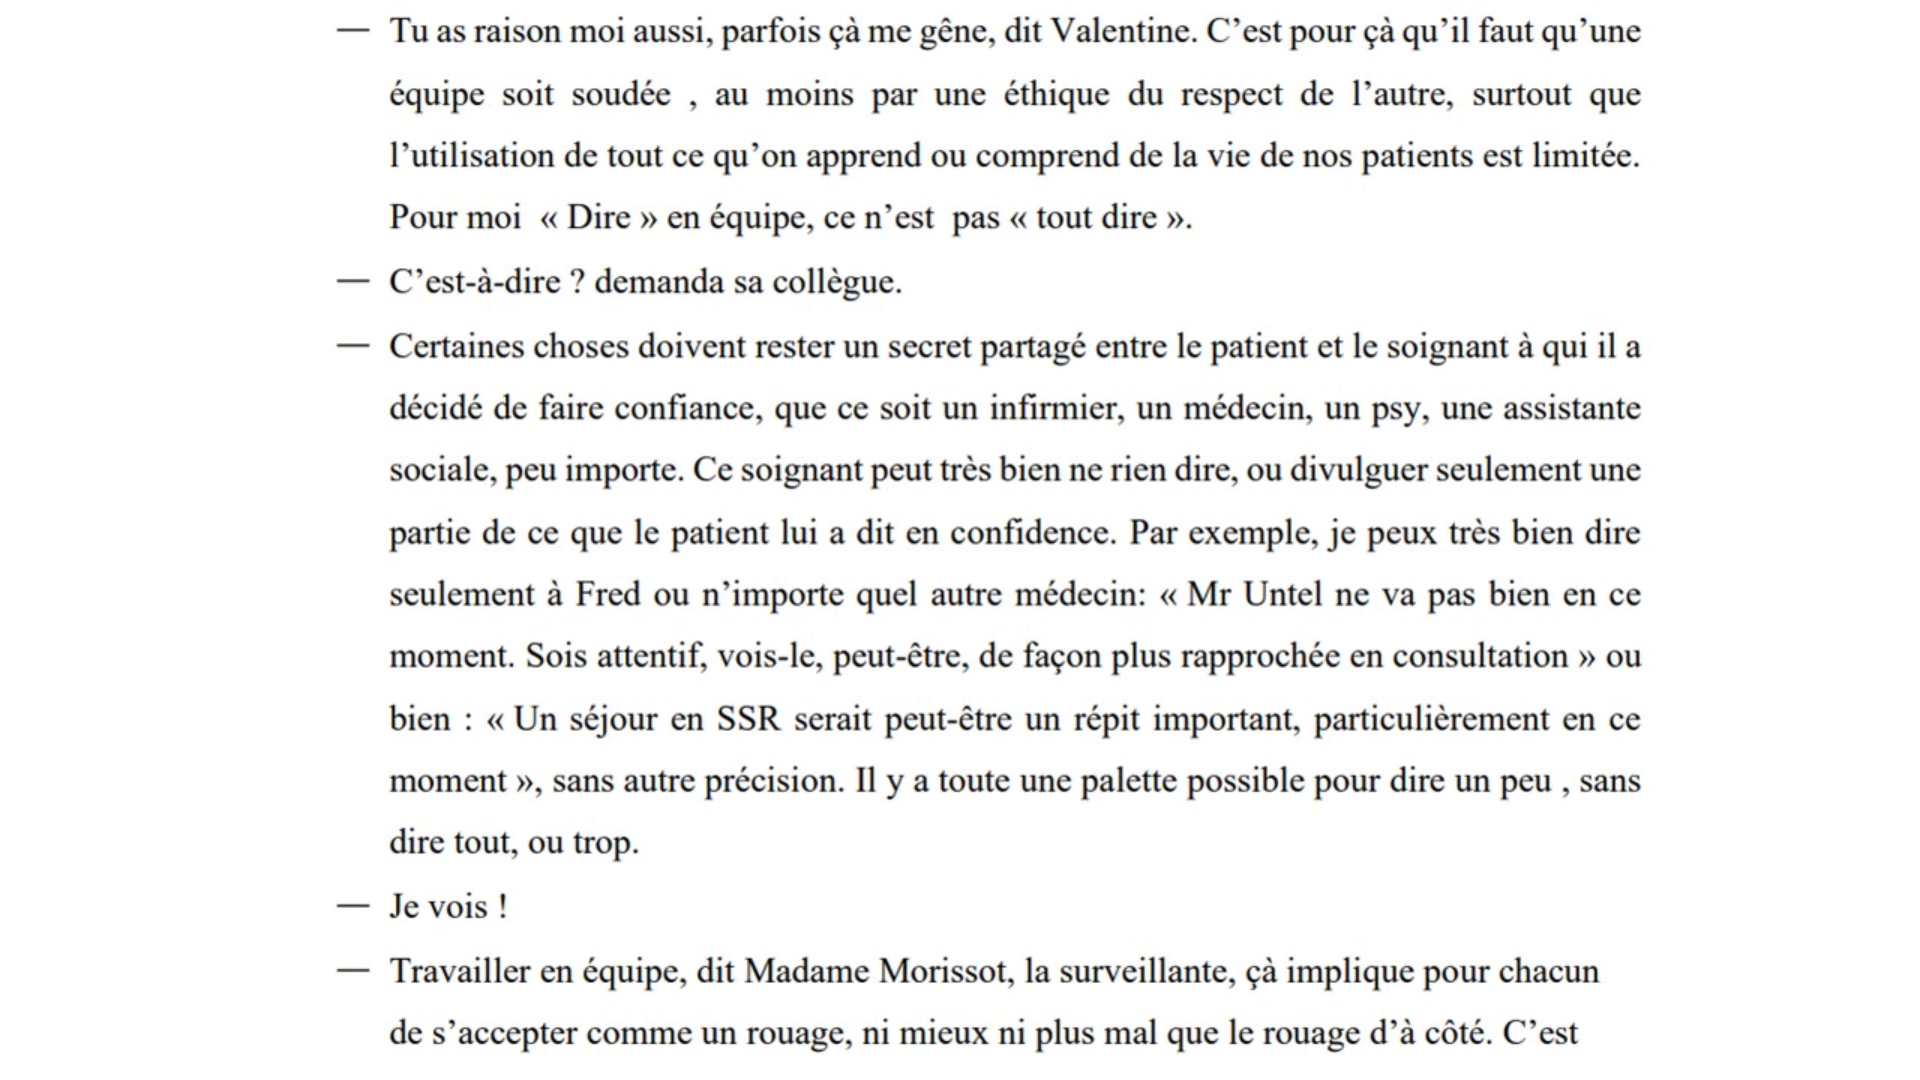 — Tu as raison moi aussi, parfois çà me gêne, dit Valentine. C’est pour çà qu’il faut qu’une
équipe soit soudée , au moins par une éthique du respect de l’autre, surtout que
l’utilisation de tout ce qu’on apprend ou comprend de la vie de nos patients est limitée.
Pour moi « Dire » en équipe, ce n’est pas « tout dire ».
— C’est-à-dire ? demanda sa collègue.
— Certaines choses doivent rester un secret partagé entre le patient et le soignant à qui il a
décidé de faire confiance, que ce soit un infirmier, un médecin, un psy, une assistante
sociale, peu importe. Ce soignant peut très bien ne rien dire, ou divulguer seulement une
partie de ce que le patient lui a dit en confidence. Par exemple, je peux très bien dire
seulement à Fred ou n’importe quel autre médecin: « Mr Untel ne va pas bien en ce
moment. Sois attentif, vois-le, peut-être, de façon plus rapprochée en consultation » ou
bien : « Un séjour en SSR serait peut-être un répit important, particulièrement en ce
moment », sans autre précision. Il y a toute une palette possible pour dire un peu , sans
dire tout, ou trop.
— Je vois !
— Travailler en équipe, dit Madame Morissot, la surveillante, çà implique pour chacun
de s’accepter comme un rouage, ni mieux ni plus mal que le rouage d’à côté. C’est